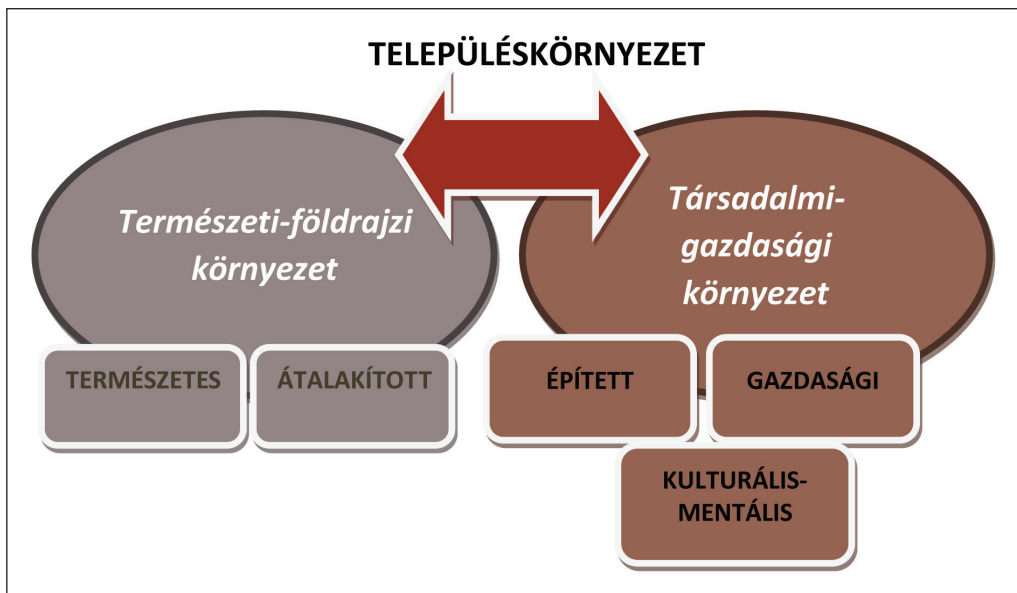 TELEPÜLÉSKÖRNYEZET
Természeti-földrajzi
környezet
TERMÉSZETES
ÁTALAKÍTOTT
Társadalmi-
gazdasági
környezet
ÉPÍTETT
GAZDASÁGI
KULTURÁLIS-
MENTÁLIS